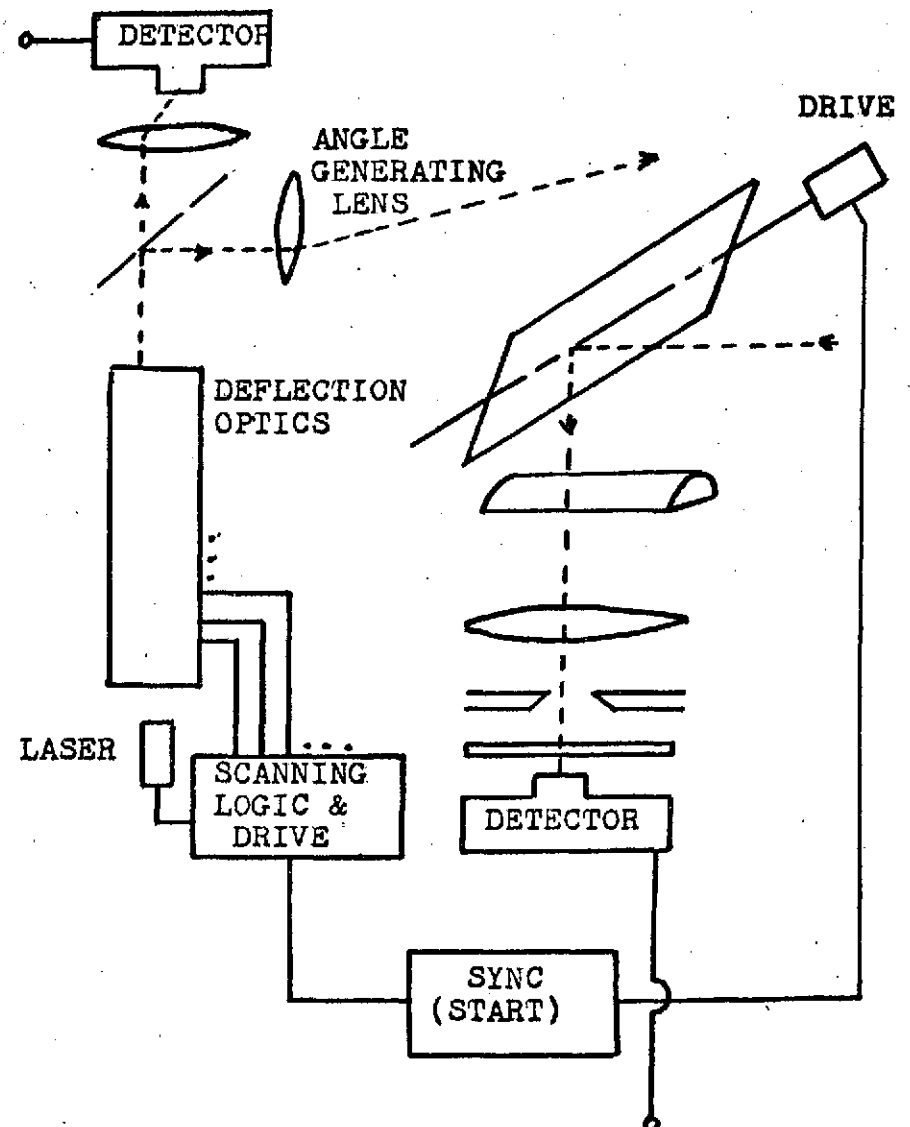 DETECTOR
DRIVE
ANGLE
GENERATING
LENS
DEFLECTION
OPTICS
LASER
SCANNING
LOGIC &
DRIVE
DETECTOR
SYNC
(START)